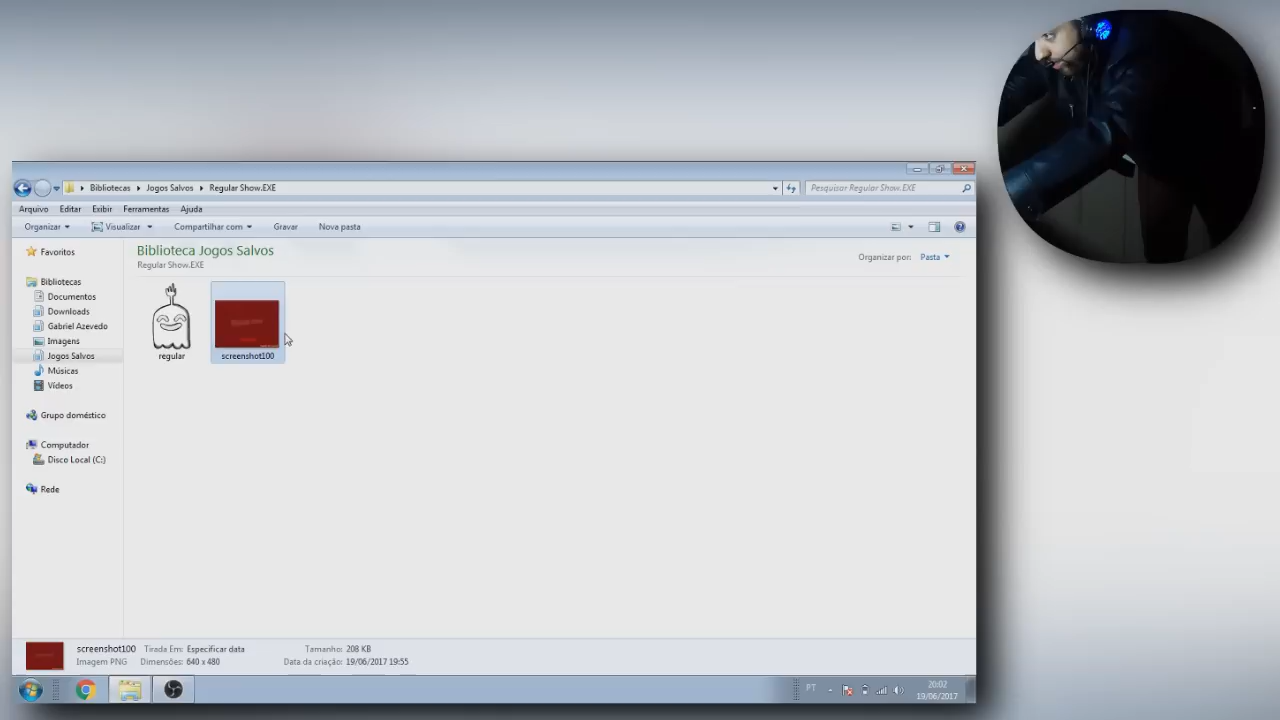 Bibliotecas Jogos Salvos Regular Show.EXE Pesquisar Regular Show.EXE
Arquivo Editar Exibir Ferramentas Ajuda
Organizar Visualizar Compartilhar com Gravar Nova pasta
Favoritos
Bibliotecas
Documentos
Downloads
Gabriel Azevedo
Imagens
Jogos Salvos
Músicas
Vídeos
Grupo doméstico
Computador
Disco Local (C:)
Rede
Biblioteca Jogos Salvos
Regular Show.EXE
Organizar por: Pasta
regular
screenshot100
screenshot100 Tirada Em: Especificar data Tamanho: 208 KB
Imagem PNG Dimensões: 640 x 480 Data da criação: 19/06/2017 19:55
PT
20:02
19/06/2017